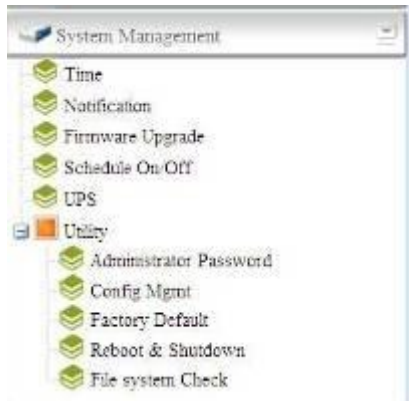 System Management
Time
Notification
Firmware Upgrade
Schedule On/Off
UPS
Utility
Administrator Password
Config Mgmt
Factory Default
Reboot & Shutdown
File system Check